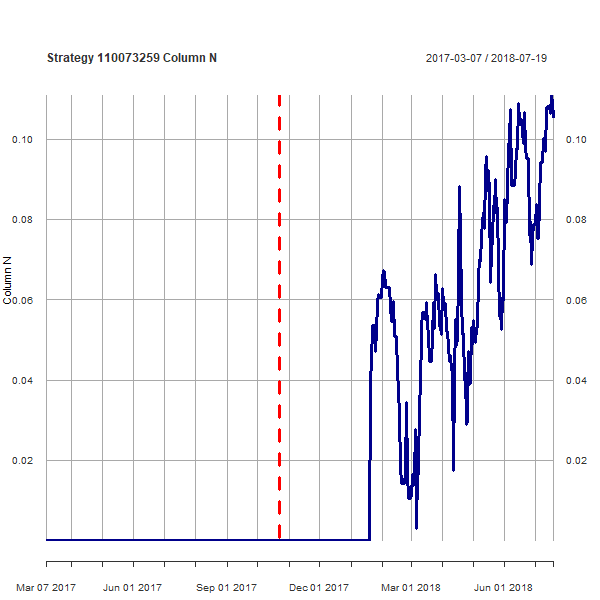 Strategy 110073259 Column N
2017-03-07 / 2018-07-19
0.10
0.10
0.08
0.08
Column N
0.06
0.06
0.04
0.04
0.02
0.02
Mar 07 2017
Jun 01 2017
Sep 01 2017
Dec 01 2017
Mar 01 2018
Jun 01 2018